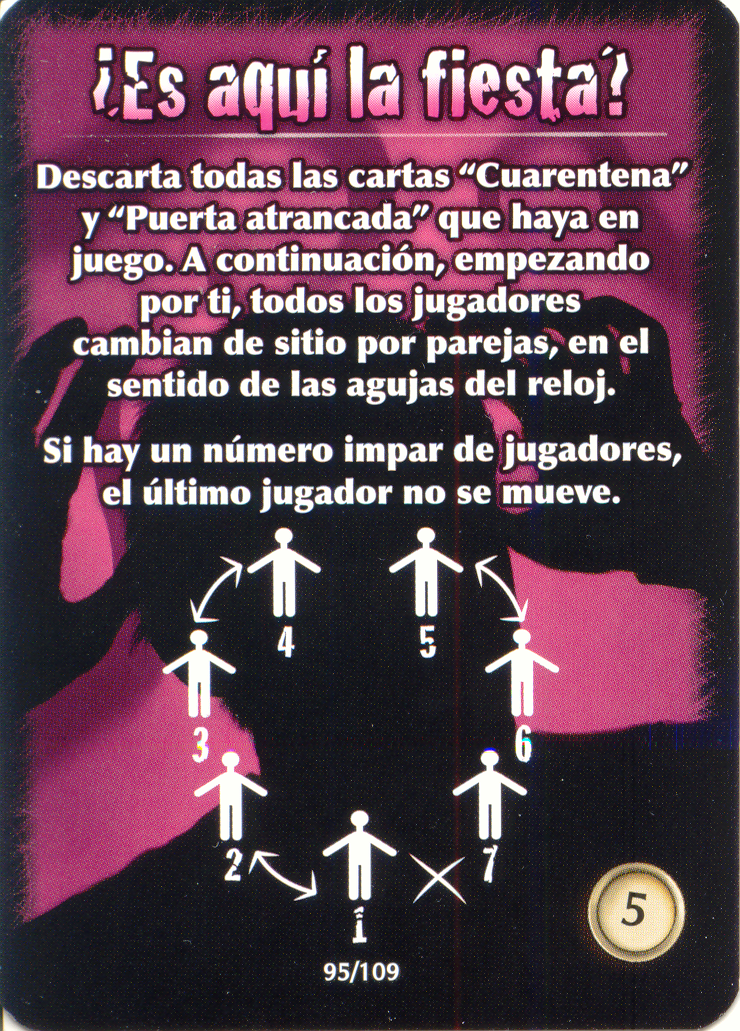 ¿Es aquí la fiesta?
Descarta todas las cartas “Cuarentena”
y “Puerta atrancada” que haya en
juego. A continuación, empezando
por ti, todos los jugadores
cambian de sitio por parejas, en el
sentido de las agujas del reloj.
Si hay un número impar de jugadores,
el último jugador no se mueve.
4 5
3 6
2 7
1
5
95/109